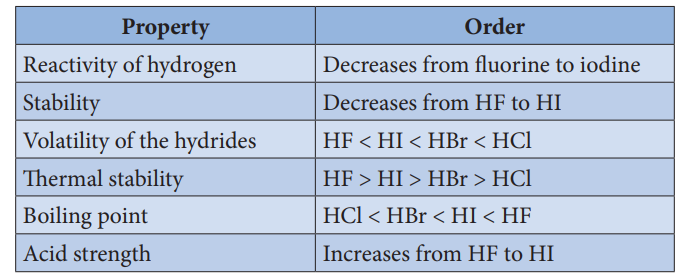 Property Order
Reactivity of hydrogen Decreases from fluorine to iodine
Stability Decreases from HF to HI
Volatility of the hydrides HF < HI < HBr < HCl
Thermal stability HF > HI > HBr > HCl
Boiling point HCl < HBr < HI < HF
Acid strength Increases from HF to HI